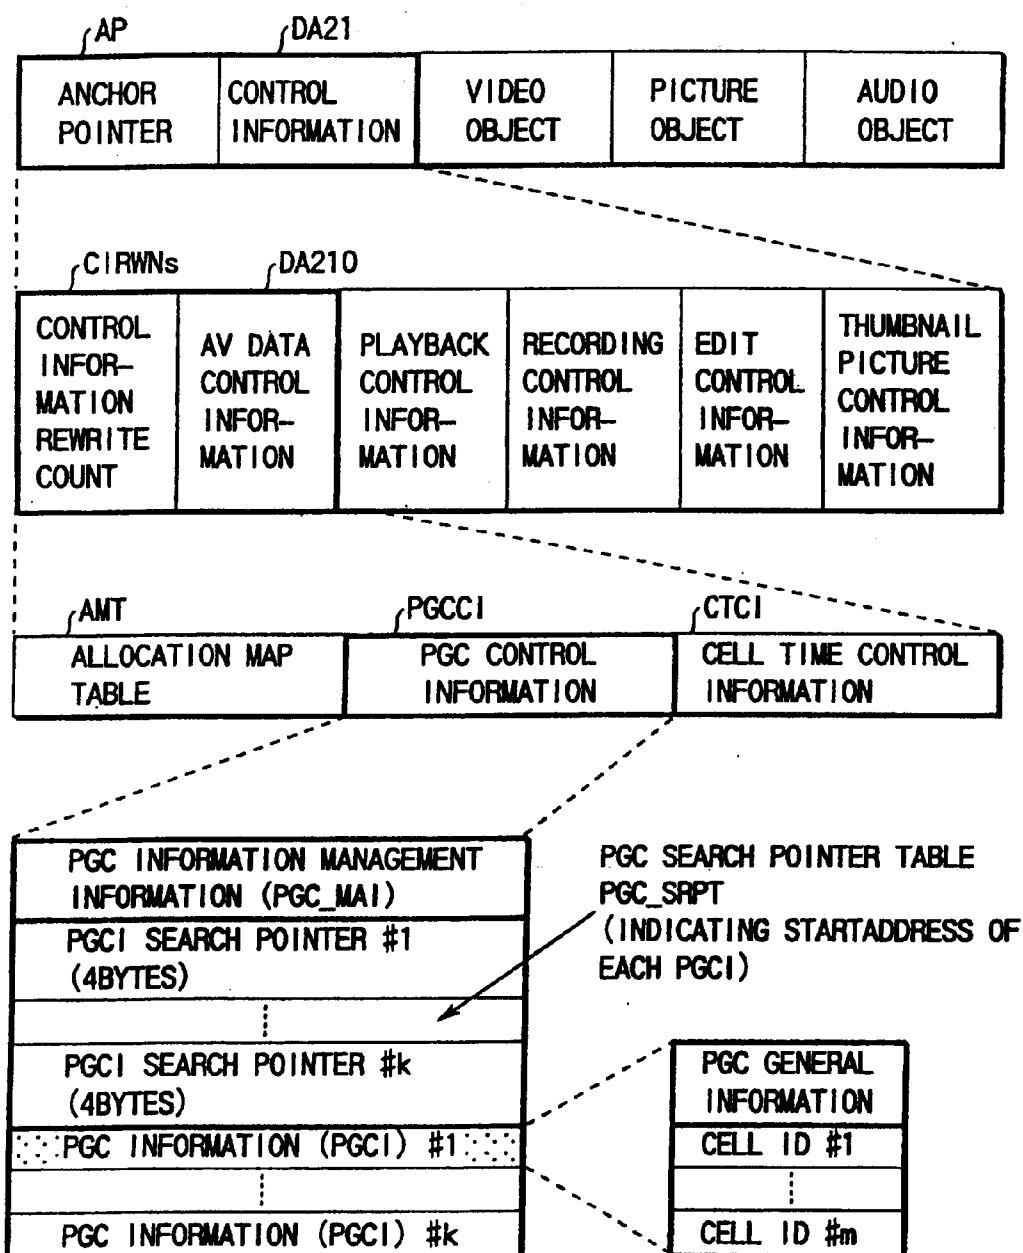 AP
DA21
ANCHOR
POINTER
CONTROL
INFORMATION
VIDEO
OBJECT
PICTURE
OBJECT
AUDIO
OBJECT
CIRWNs
DA210
CONTROL
INFOR-
MATION
REWRITE
COUNT
AV DATA
CONTROL
INFOR-
MATION
PLAYBACK
CONTROL
INFOR-
MATION
RECORDING
CONTROL
INFOR-
MATION
EDIT
CONTROL
INFOR-
MATION
THUMBNAIL
PICTURE
CONTROL
INFOR-
MATION
AMT
PGCCI
CTCI
ALLOCATION MAP
TABLE
PGC CONTROL
INFORMATION
CELL TIME CONTROL
INFORMATION
PGC INFORMATION MANAGEMENT
INFORMATION (PGC_MAI)
PGCI SEARCH POINTER #1
(4BYTES)
PGCI SEARCH POINTER #k
(4BYTES)
PGC INFORMATION (PGCI) #1
PGC INFORMATION (PGCI) #k
PGC SEARCH POINTER TABLE
PGC_SRPT
(INDICATING STARTADDRESS OF
EACH PGCI)
PGC GENERAL
INFORMATION
CELL ID #1
CELL ID #m